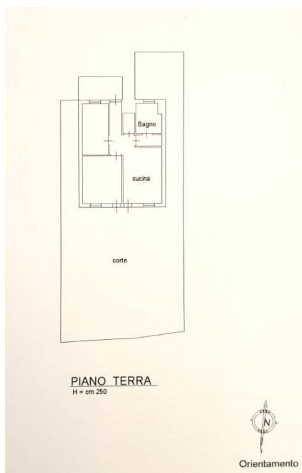 Bagno
cucina
corte
PIANO TERRA
H = cm 250
N
Orientamento